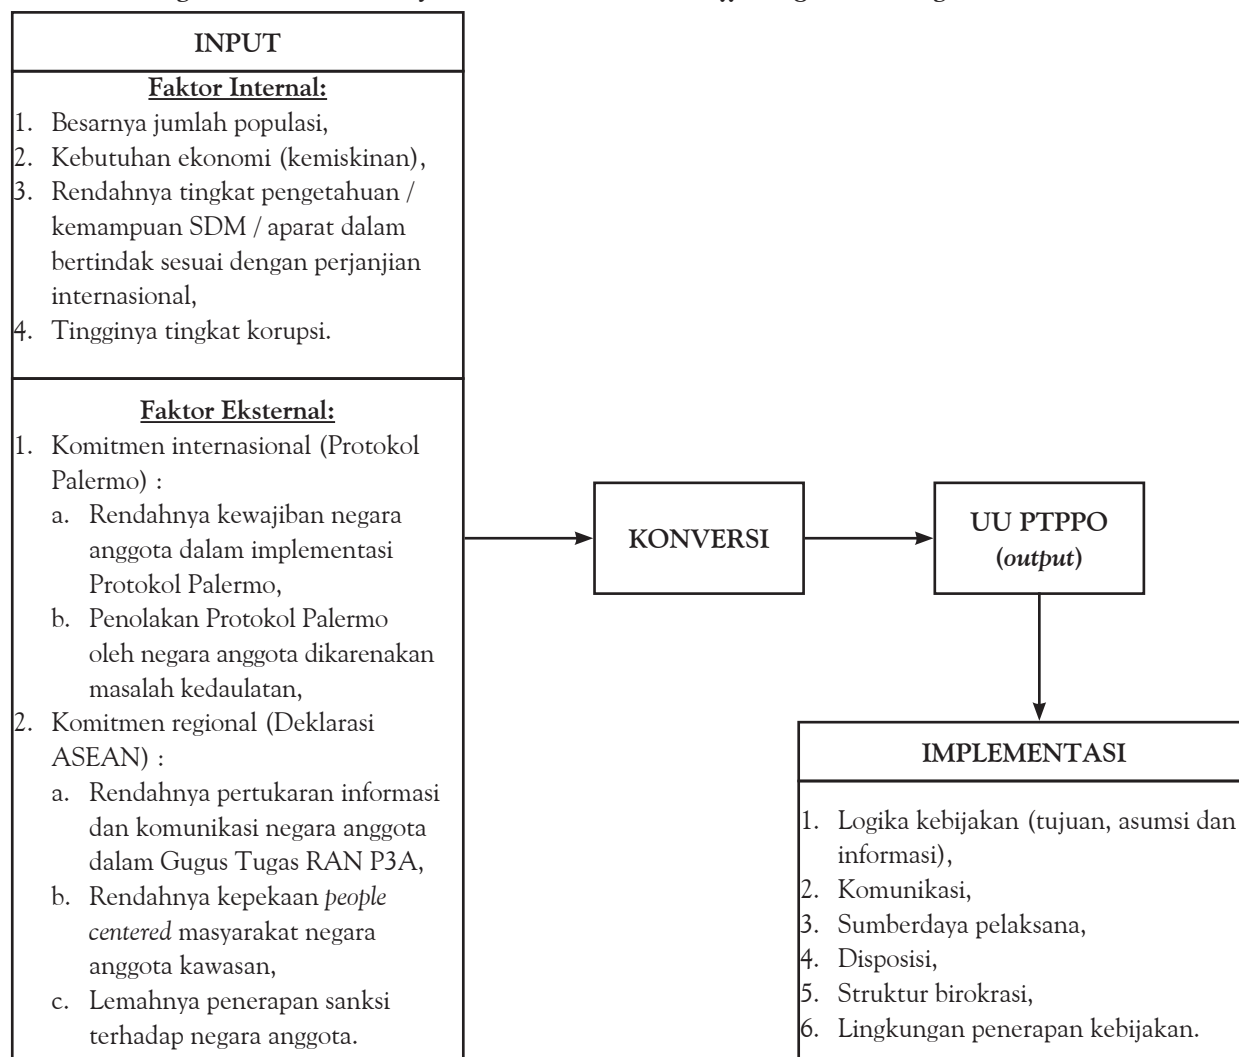 INPUT
Faktor Internal:
1. Besarnya jumlah populasi,
2. Kebutuhan ekonomi (kemiskinan),
3. Rendahnya tingkat pengetahuan /
kemampuan SDM / aparat dalam
bertindak sesuai dengan perjanjian
internasional,
4. Tingginya tingkat korupsi.
Faktor Eksternal:
1. Komitmen internasional (Protokol
Palermo) :
a. Rendahnya kewajiban negara
anggota dalam implementasi
Protokol Palermo,
b. Penolakan Protokol Palermo
oleh negara anggota dikarenakan
masalah kedaulatan,
2. Komitmen regional (Deklarasi
ASEAN) :
a. Rendahnya pertukaran informasi
dan komunikasi negara anggota
dalam Gugus Tugas RAN P3A,
b. Rendahnya kepekaan people
centered masyarakat negara
anggota kawasan,
c. Lemahnya penerapan sanksi
terhadap negara anggota.
KONVERSI
UU PTPPO
(output)
IMPLEMENTASI
1. Logika kebijakan (tujuan, asumsi dan
informasi),
2. Komunikasi,
3. Sumberdaya pelaksana,
4. Disposisi,
5. Struktur birokrasi,
6. Lingkungan penerapan kebijakan.